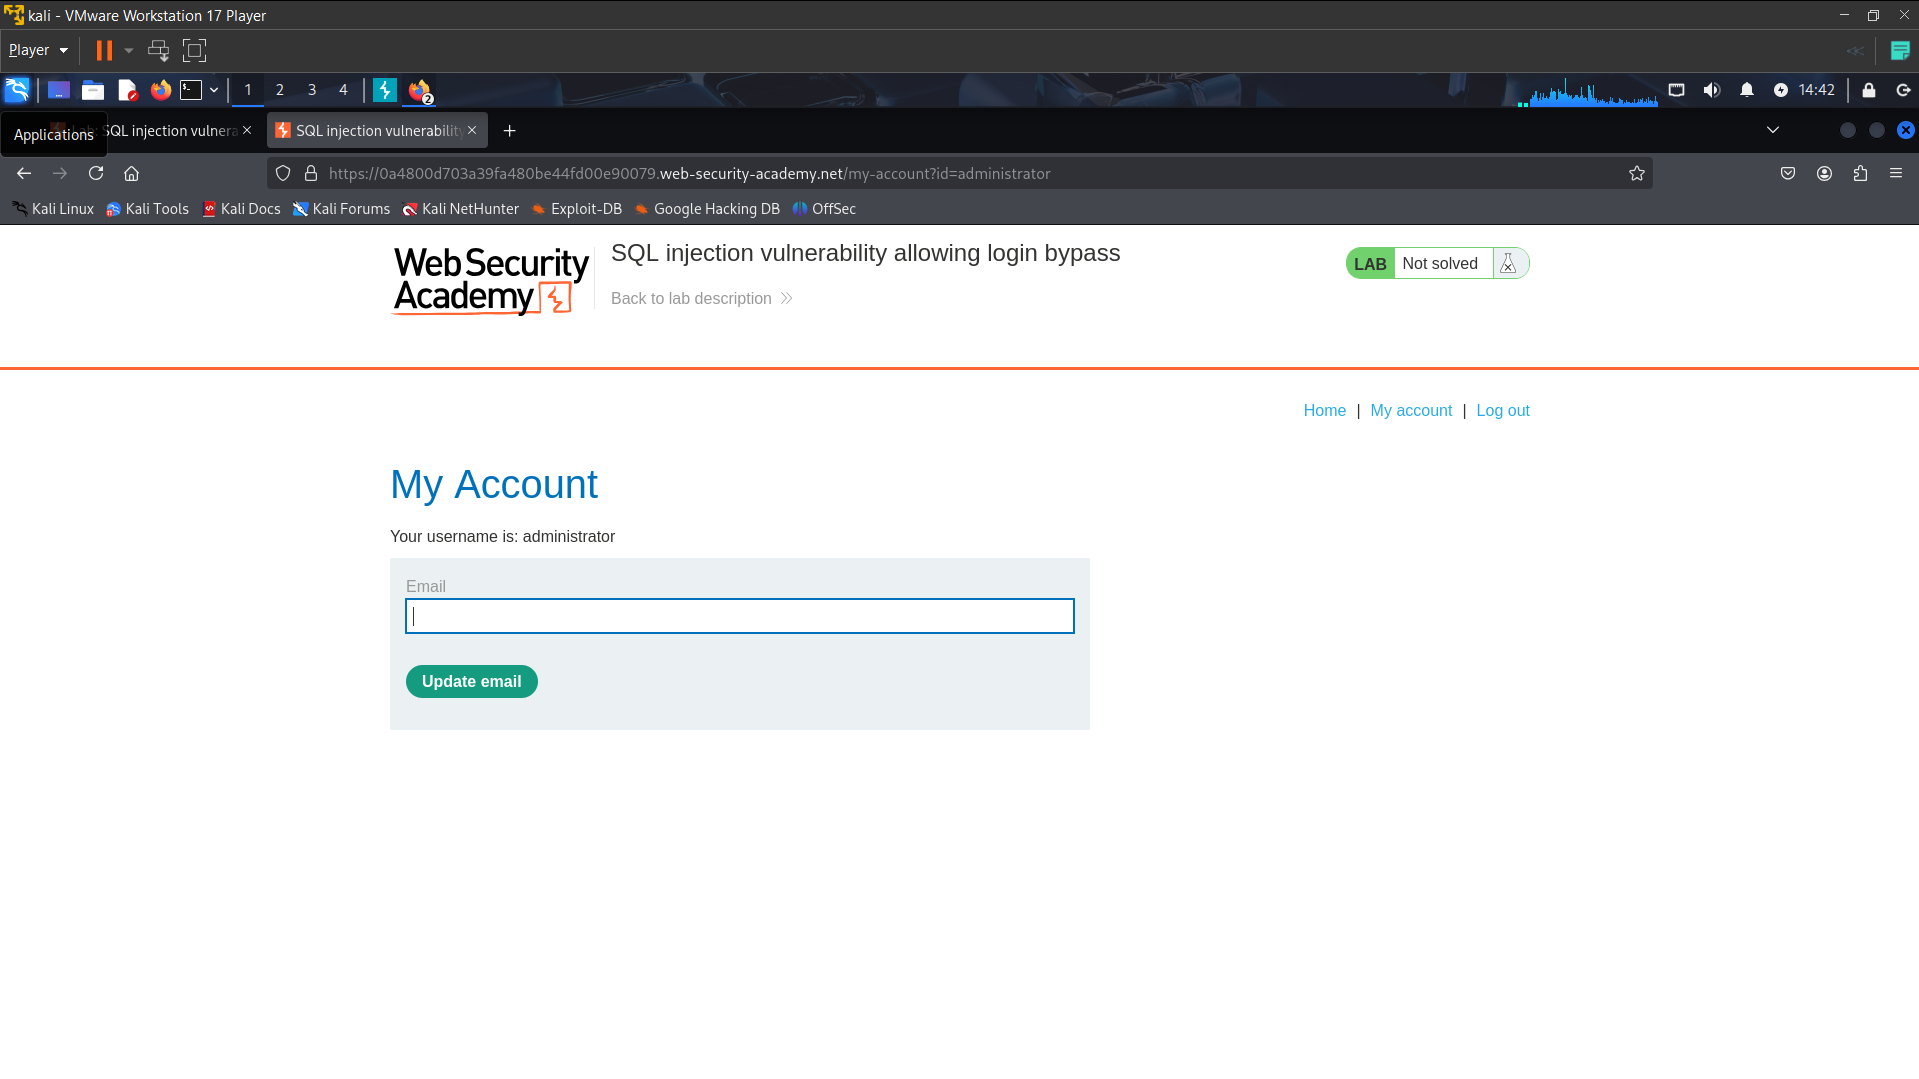 kali - VMware Workstation 17 Player
Player
1 2 3 4 2 14:42
Applications SQL injection vulnera SQL injection vulnerability
https://0a4800d703a39fa480be44fd00e90079.web-security-academy.net/my-account?id=administrator
Kali Linux Kali Tools Kali Docs Kali Forums Kali NetHunter Exploit-DB Google Hacking DB OffSec
Web Security Academy
SQL injection vulnerability allowing login bypass
Back to lab description
LAB Not solved
Home | My account | Log out
My Account
Your username is: administrator
Email
Update email